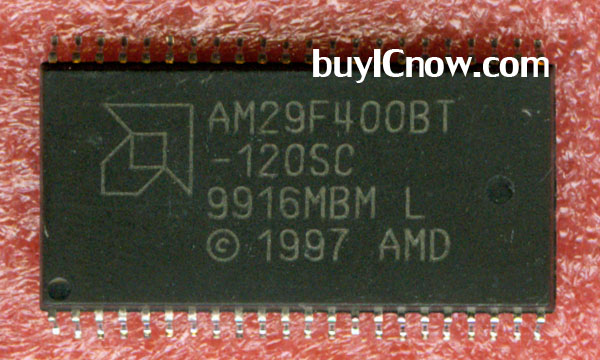 buyICnow.com
AM29F400BT
-120SC
9916MBM L
© 1997 AMD